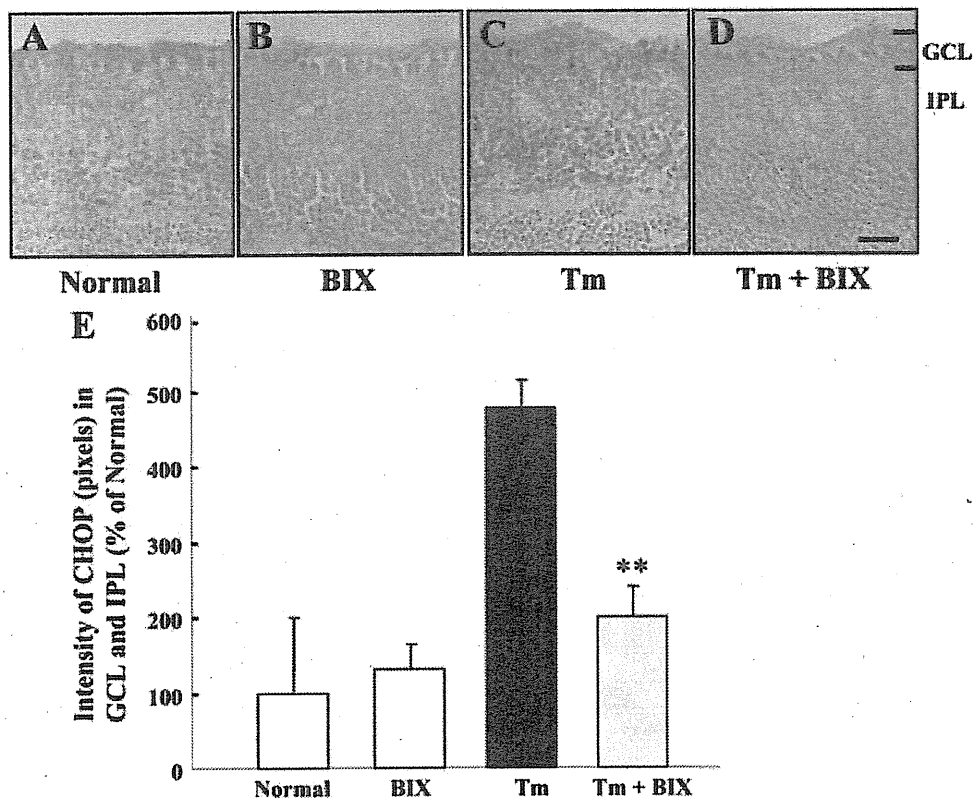 A B C D
GCL
IPL
Normal BIX Tm Tm + BIX
E
Intensity of CHOP (pixels) in
GCL and IPL (% of Normal)
600
500
400
300
200
100
0
**
Normal BIX Tm Tm + BIX